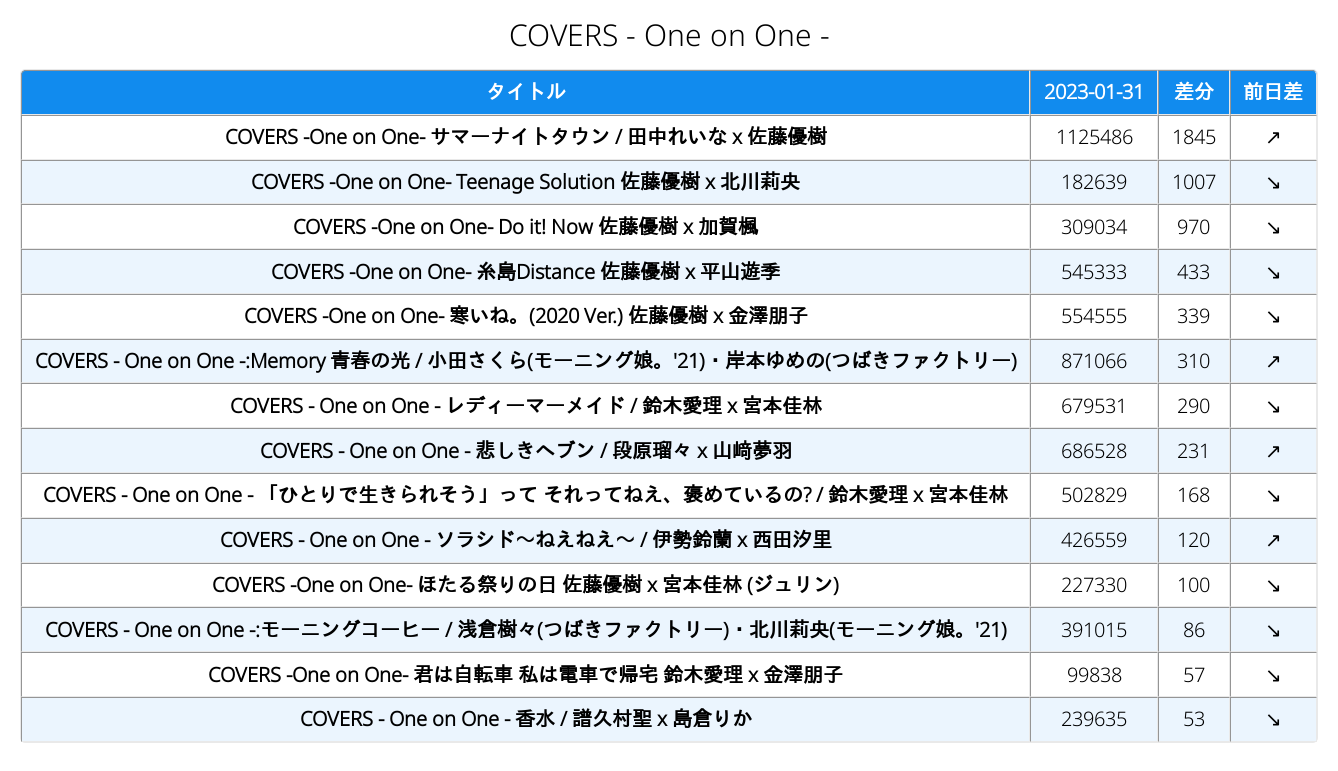 COVERS - One on One -
タイトル 2023-01-31 差分 前日差
COVERS -One on One- サマーナイトタウン / 田中れいな x 佐藤優樹 1125486 1845 ↗
COVERS -One on One- Teenage Solution 佐藤優樹 x 北川莉央 182639 1007 ↘
COVERS -One on One- Do it! Now 佐藤優樹 x 加賀楓 309034 970 ↘
COVERS -One on One- 糸島Distance 佐藤優樹 x 平山遊季 545333 433 ↘
COVERS -One on One- 寒いね。(2020 Ver.) 佐藤優樹 x 金澤朋子 554555 339 ↘
COVERS - One on One -:Memory 青春の光 / 小田さくら(モーニング娘。'21)・岸本ゆめの(つばきファクトリー) 871066 310 ↗
COVERS - One on One - レディーマーメイド / 鈴木愛理 x 宮本佳林 679531 290 ↘
COVERS - One on One - 悲しきヘブン / 段原瑠々 x 山﨑夢羽 686528 231 ↗
COVERS - One on One - 「ひとりで生きられそう」って それってねえ、褒めているの? / 鈴木愛理 x 宮本佳林 502829 168 ↘
COVERS - One on One - ソラシド〜ねえねえ〜 / 伊勢鈴蘭 x 西田汐里 426559 120 ↗
COVERS -One on One- ほたる祭りの日 佐藤優樹 x 宮本佳林 (ジュリン) 227330 100 ↘
COVERS - One on One -:モーニングコーヒー / 浅倉樹々(つばきファクトリー)・北川莉央(モーニング娘。'21) 391015 86 ↘
COVERS -One on One- 君は自転車 私は電車で帰宅 鈴木愛理 x 金澤朋子 99838 57 ↘
COVERS - One on One - 香水 / 譜久村聖 x 島倉りか 239635 53 ↘